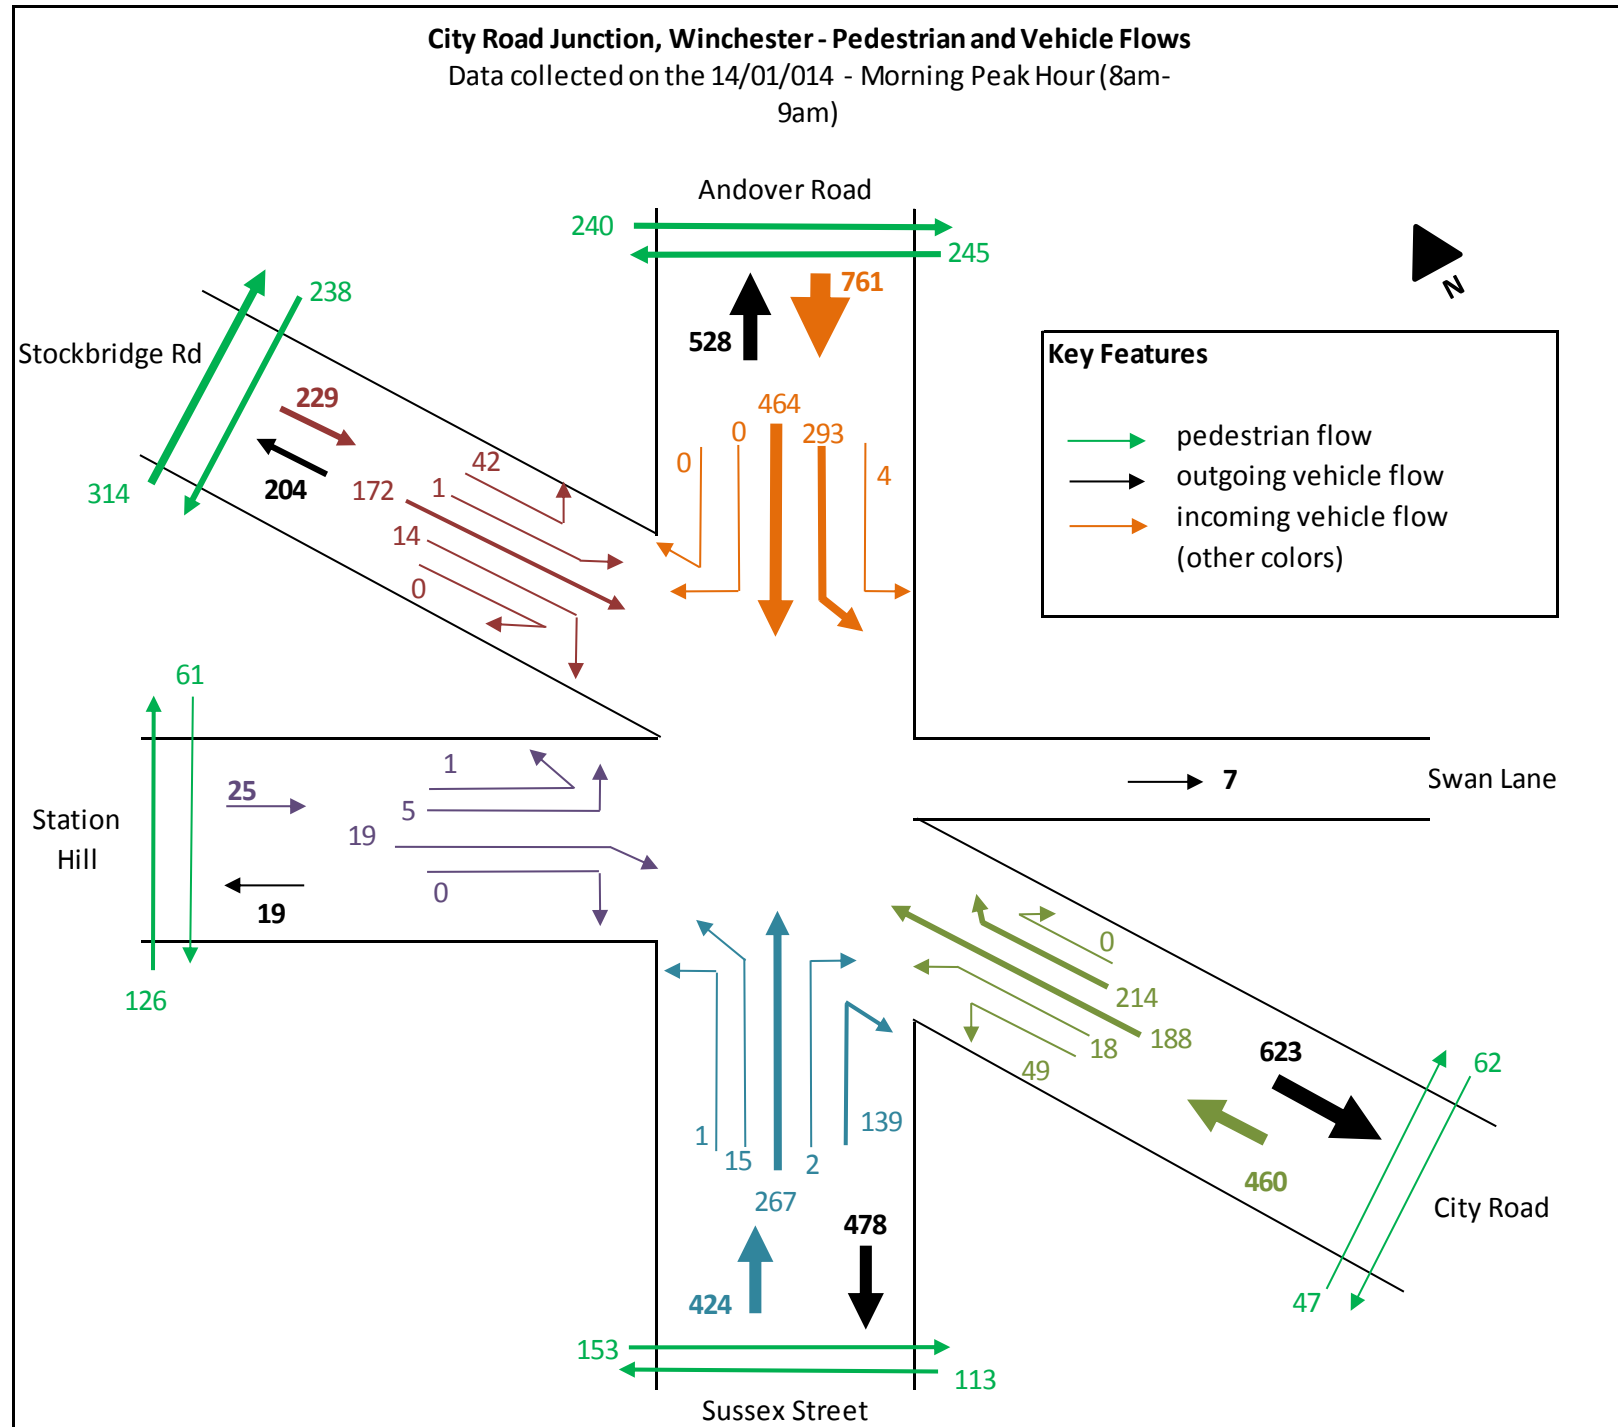 City Road Junction, Winchester - Pedestrian and Vehicle Flows
Data collected on the 14/01/014 - Morning Peak Hour (8am-
9am)
Andover Road
240
245
238
761
N
528
Stockbridge Rd
Key Features
229
464
0
293
pedestrian flow
42
0
4
204
172
1
outgoing vehicle flow
314
14
incoming vehicle flow
(other colors)
0
61
1
25
7
Swan Lane
5
Station
Hill
19
0
19
0
126
214
188
18
623
62
49
1
139
15
2
460
267
City Road
478
424
47
153
113
Sussex Street